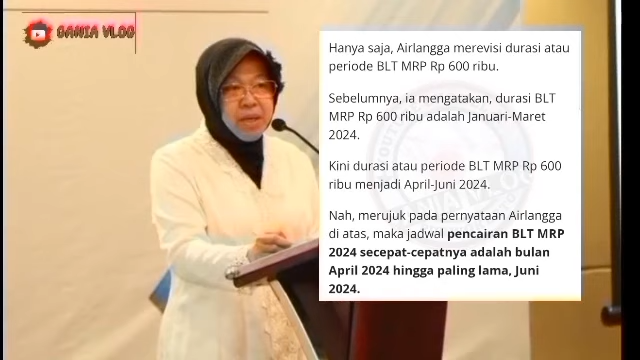 GANIA VLOG
Hanya saja, Airlangga merevisi durasi atau
periode BLT MRP Rp 600 ribu.
Sebelumnya, ia mengatakan, durasi BLT
MRP Rp 600 ribu adalah Januari-Maret
2024.
Kini durasi atau periode BLT MRP Rp 600
ribu menjadi April-Juni 2024.
Nah, merujuk pada pernyataan Airlangga
di atas, maka jadwal pencairan BLT MRP
2024 secepat-cepatnya adalah bulan
April 2024 hingga paling lama, Juni
2024.